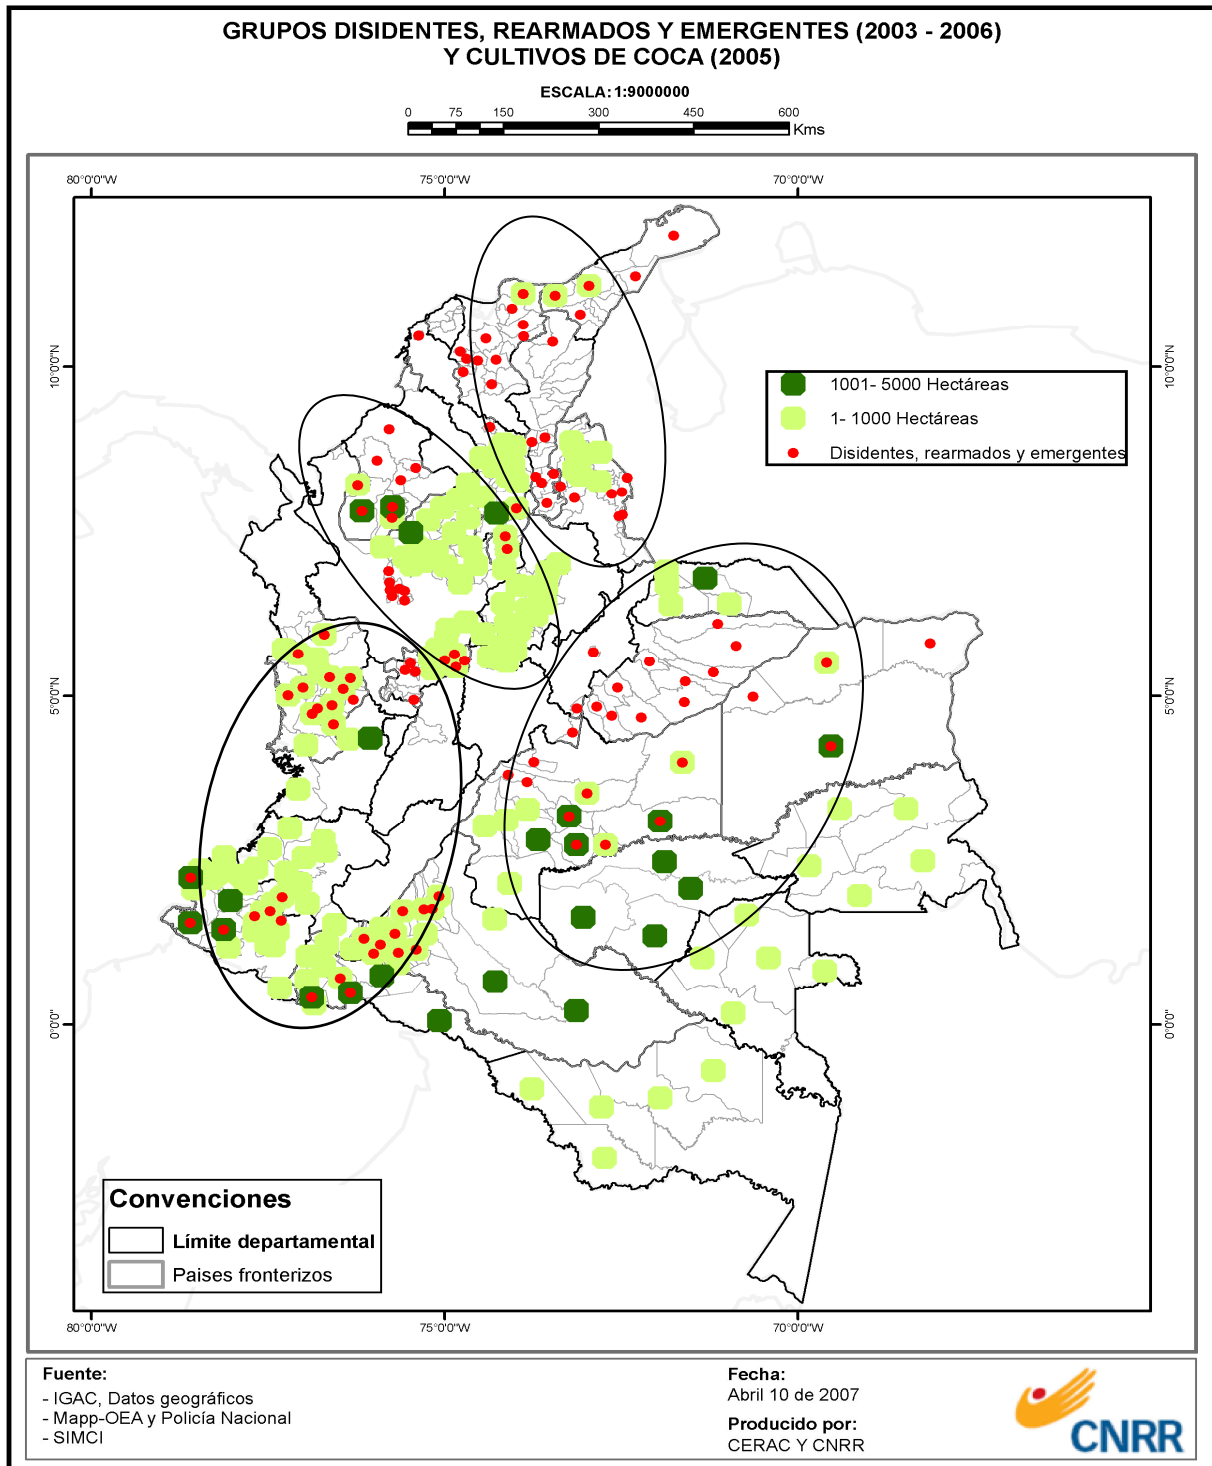 GRUPOS DISIDENTES, REARMADOS Y EMERGENTES (2003 - 2006)
Y CULTIVOS DE COCA (2005)
ESCALA: 1:9000000
0 75 150 300 450 600
Kms
80°0'0"W 75°0'0"W 70°0'0"W
10°0'0"N 10°0'0"N
1001- 5000 Hectáreas
1- 1000 Hectáreas
Disidentes, rearmados y emergentes
5°0'0"N 5°0'0"N
0°0'0" 0°0'0"
Convenciones
Límite departamental
Paises fronterizos
80°0'0"W 75°0'0"W 70°0'0"W
Fuente:
- IGAC, Datos geográficos
- Mapp-OEA y Policía Nacional
- SIMCI
Fecha:
Abril 10 de 2007
Producido por:
CERAC Y CNRR
CNRR